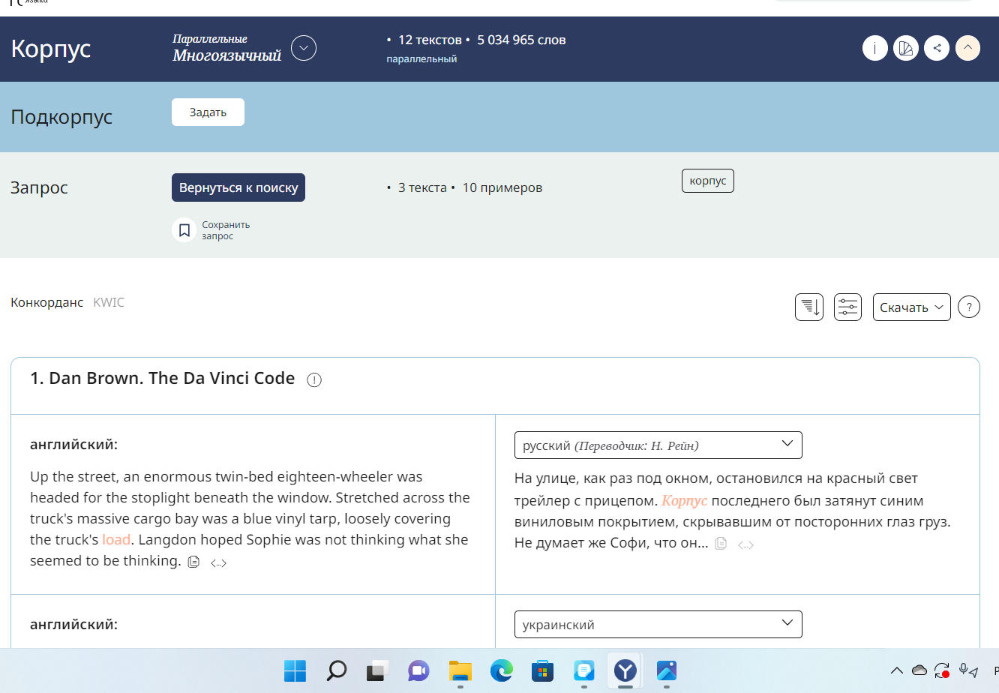 языка
Корпус
Параллельные
Многоязычный
• 12 текстов • 5 034 965 слов
параллельный
i
Подкорпус
Задать
Запрос
Вернуться к поиску
• 3 текста • 10 примеров
корпус
Сохранить
запрос
Конкорданс KWIC
Скачать
?
1. Dan Brown. The Da Vinci Code
английский:
Up the street, an enormous twin-bed eighteen-wheeler was
headed for the stoplight beneath the window. Stretched across the
truck's massive cargo bay was a blue vinyl tarp, loosely covering
the truck's load. Langdon hoped Sophie was not thinking what she
seemed to be thinking.
русский (Переводчик: Н. Рейн)
На улице, как раз под окном, остановился на красный свет
трейлер с прицепом. Корпус последнего был затянут синим
виниловым покрытием, скрывавшим от посторонних глаз груз.
Не думает же Софи, что он...
английский:
украинский